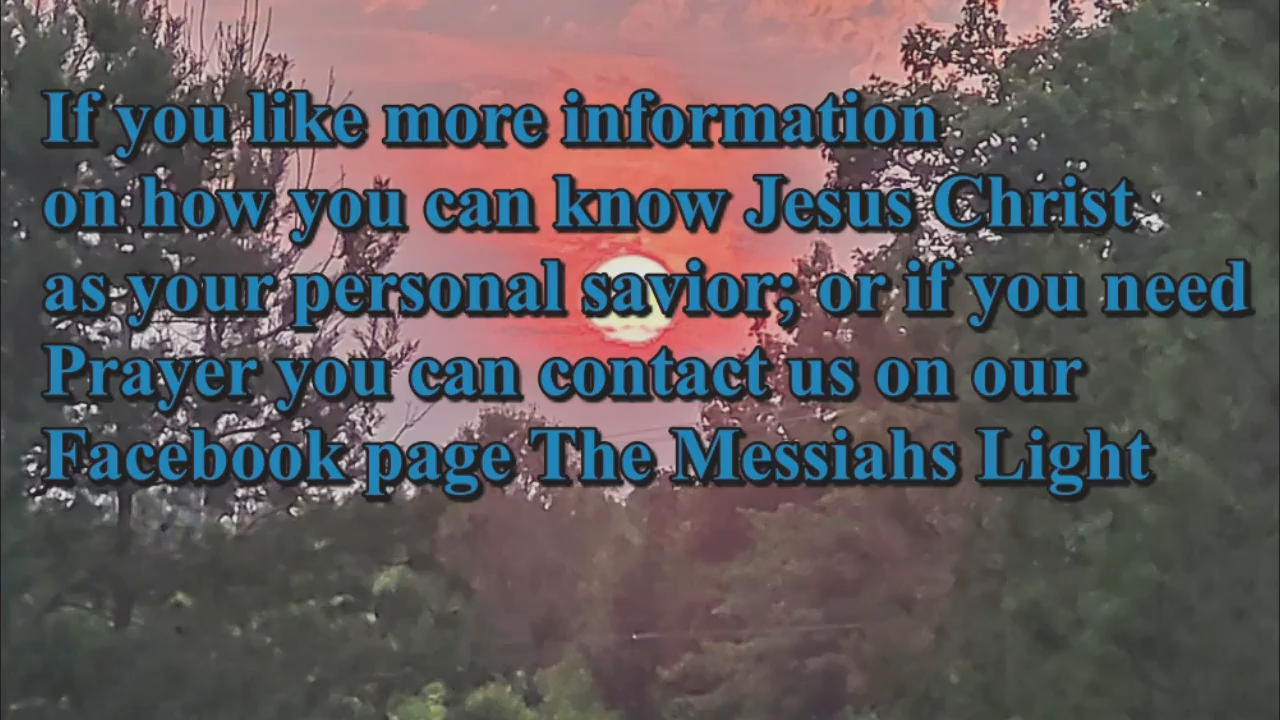 If you like more information
on how you can know Jesus Christ
as your personal savior; or if you need
Prayer you can contact us on our
Facebook page The Messiahs Light